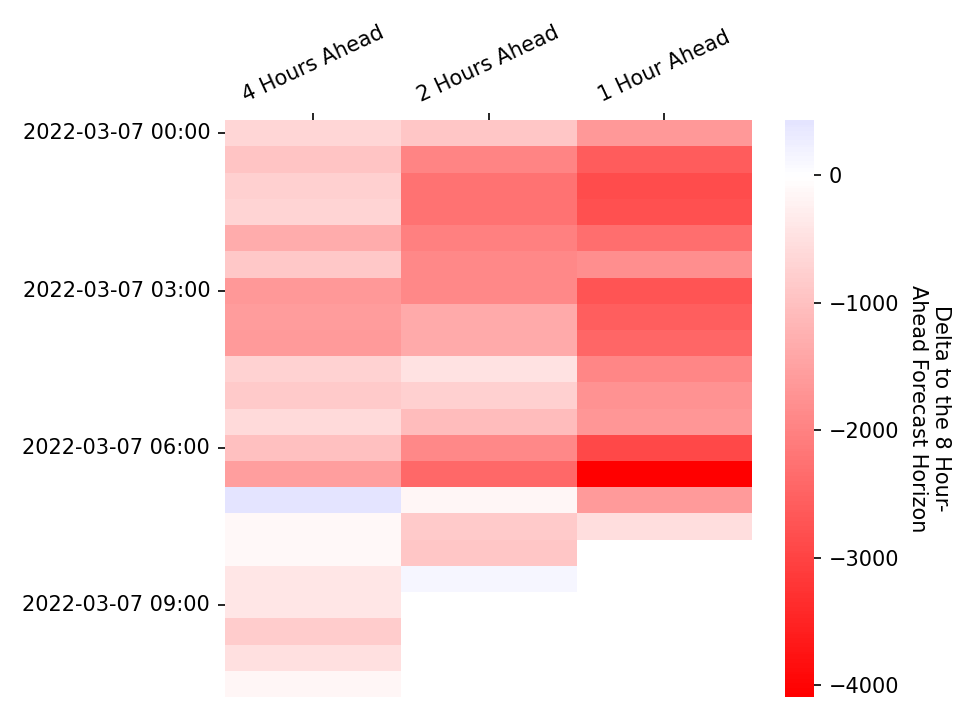 4 Hours Ahead
2 Hours Ahead
1 Hour Ahead
2022-03-07 00:00
2022-03-07 03:00
2022-03-07 06:00
2022-03-07 09:00
0
−1000
−2000
−3000
−4000
Delta to the 8 Hour-
Ahead Forecast Horizon